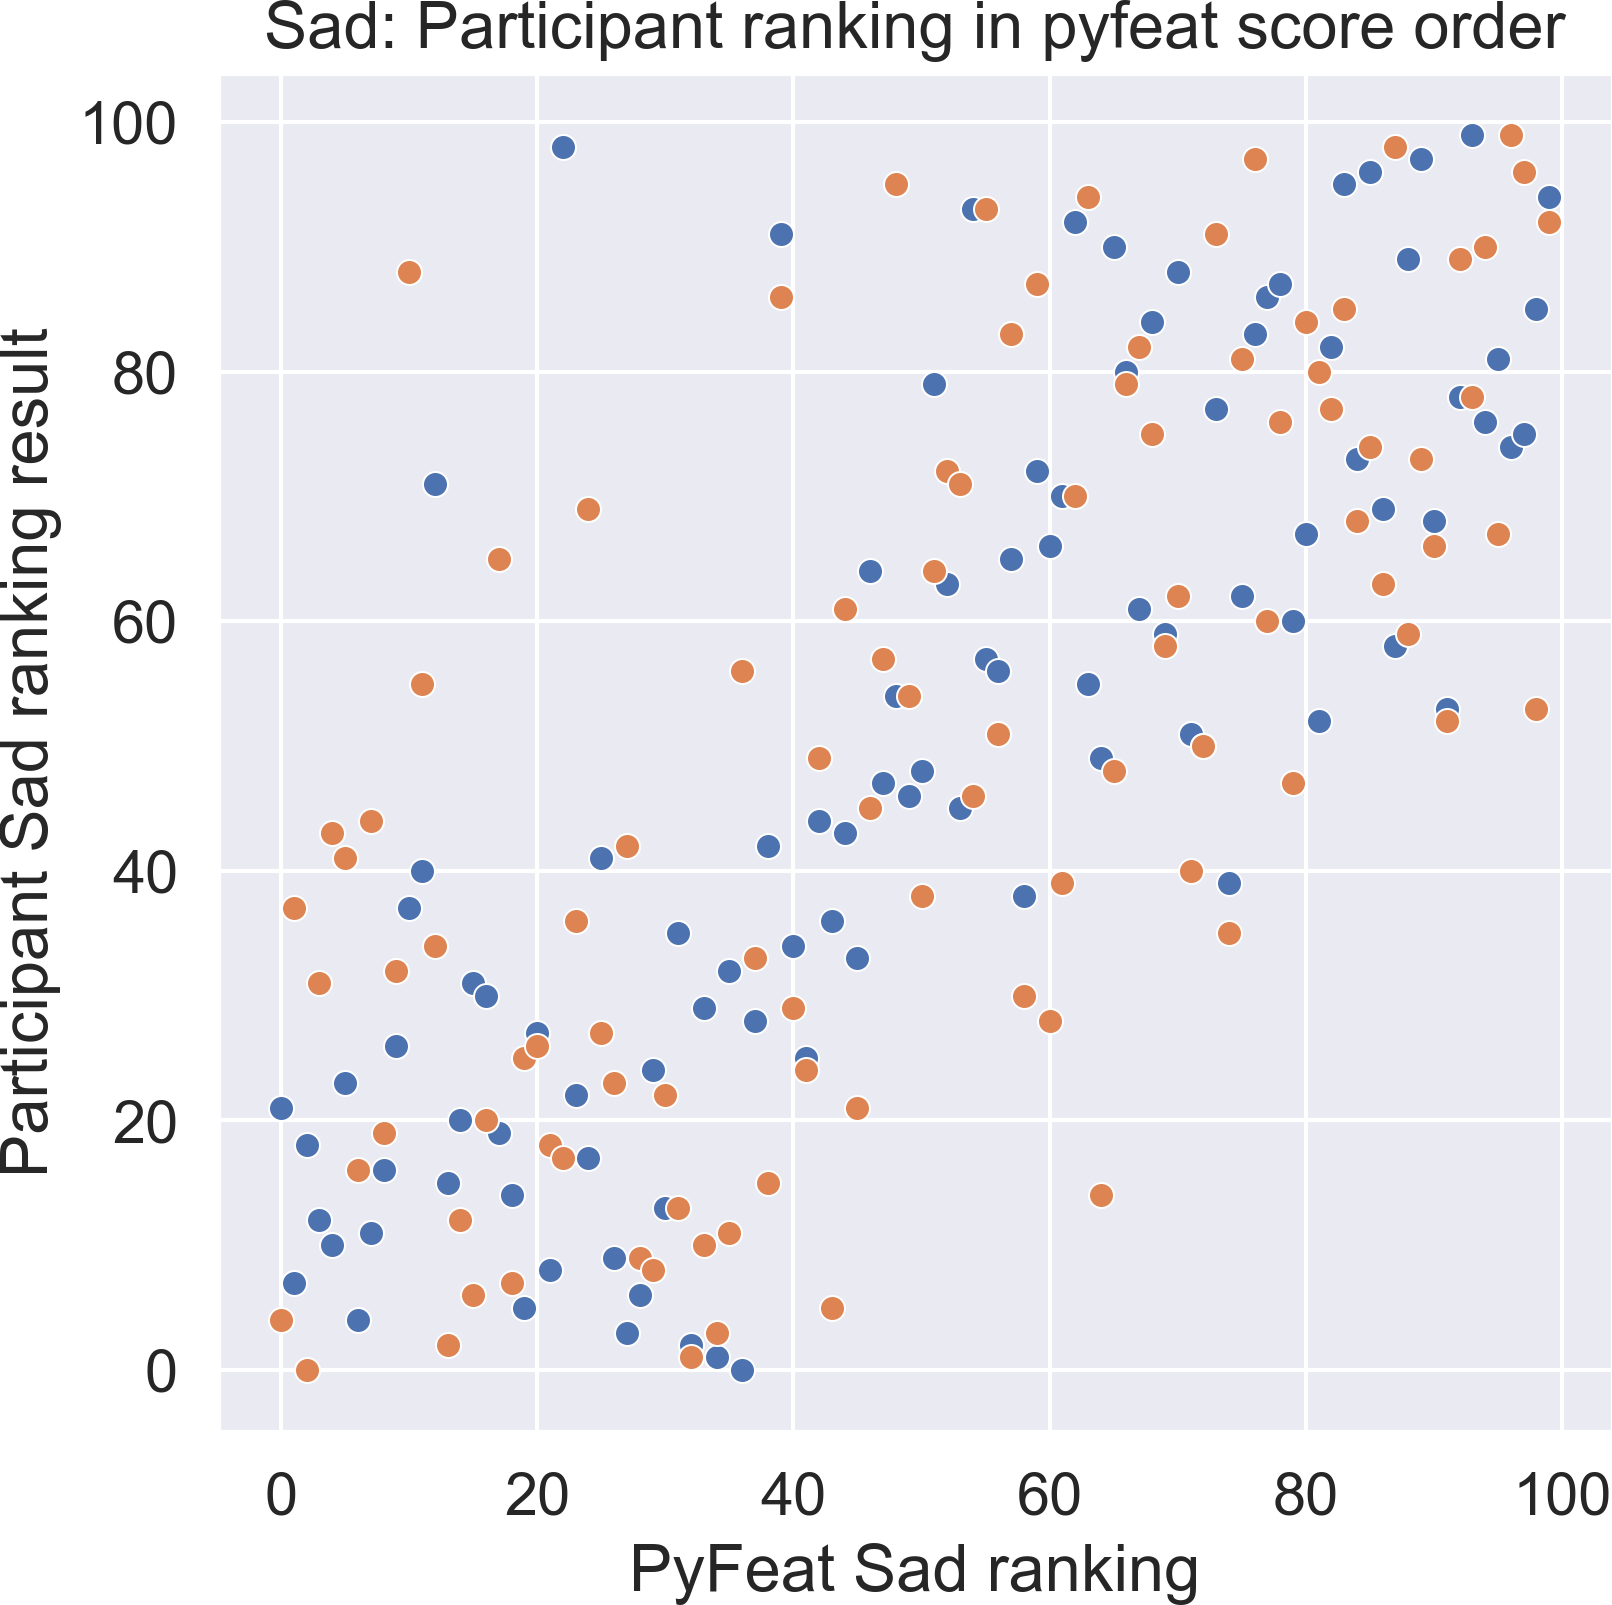 Sad: Participant ranking in pyfeat score order
Participant Sad ranking result
100
80
60
40
20
0
0 20 40 60 80 100
PyFeat Sad ranking